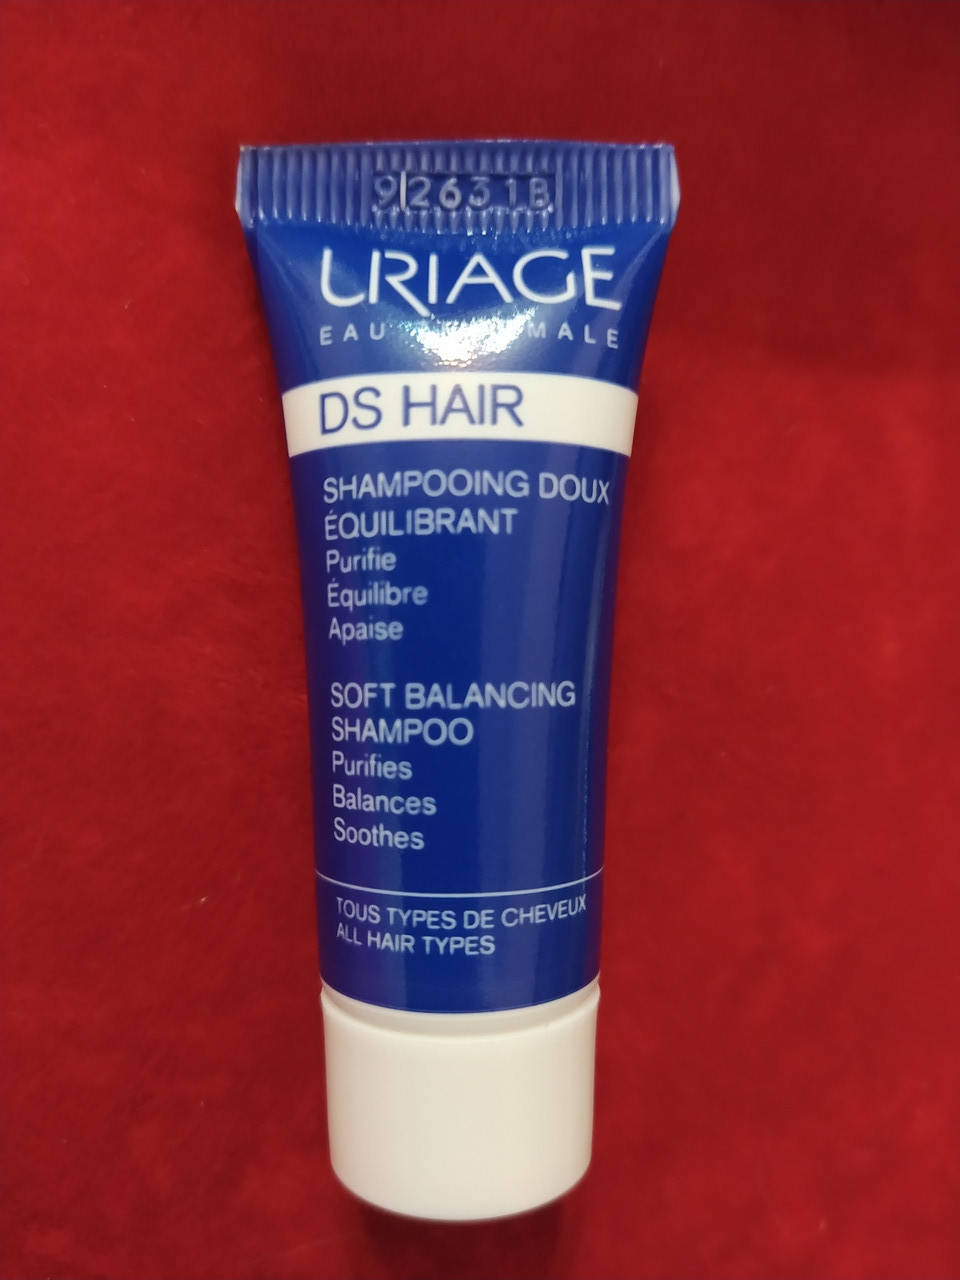 92631B
URIAGE
EAU THERMALE
DS HAIR
SHAMPOOING DOUX
ÉQUILIBRANT
Purifie
Équilibre
Apaise
SOFT BALANCING
SHAMPOO
Purifies
Balances
Soothes
TOUS TYPES DE CHEVEUX
ALL HAIR TYPES